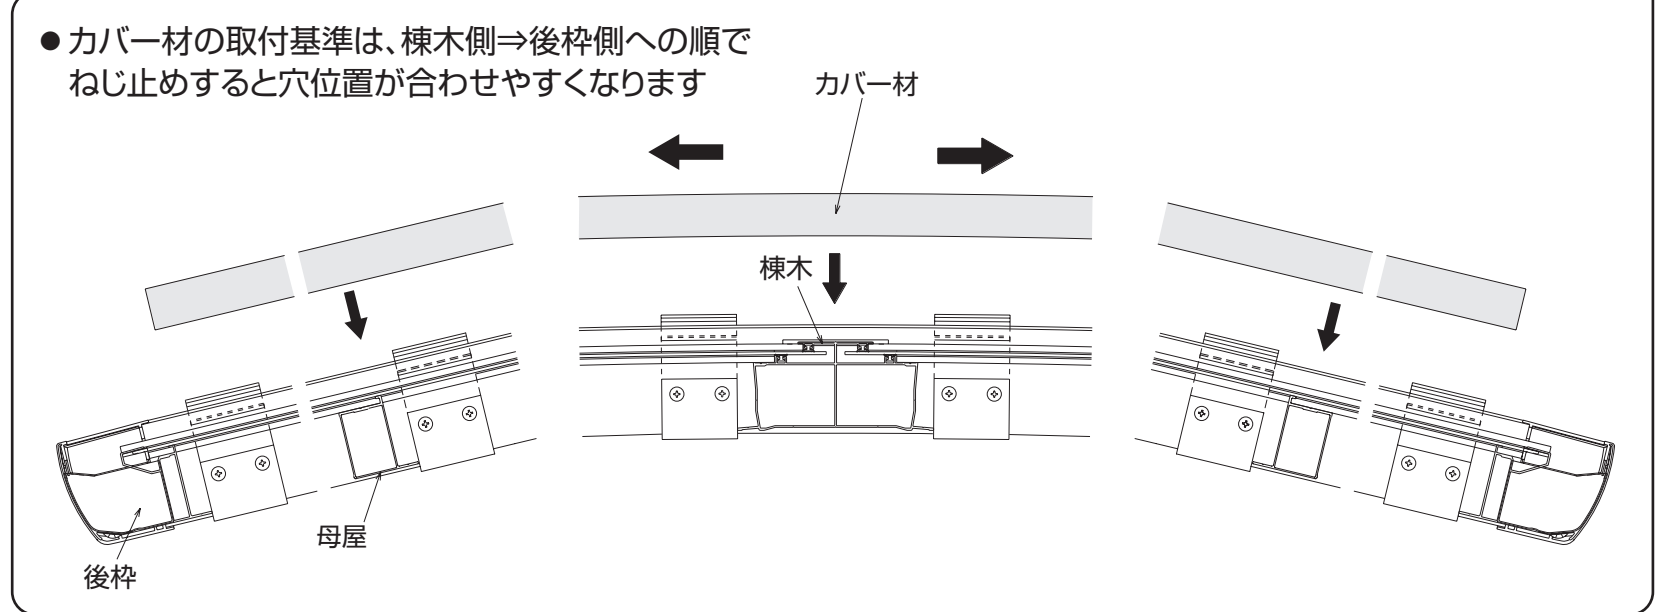 ●カバー材の取付基準は、棟木側⇒後枠側への順で
ねじ止めすると穴位置が合わせやすくなります
カバー材
棟木
母屋
後枠